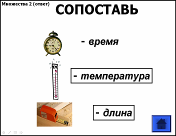 Множества 2 (ответ)
СОПОСТАВЬ
- время
- температура
- длина